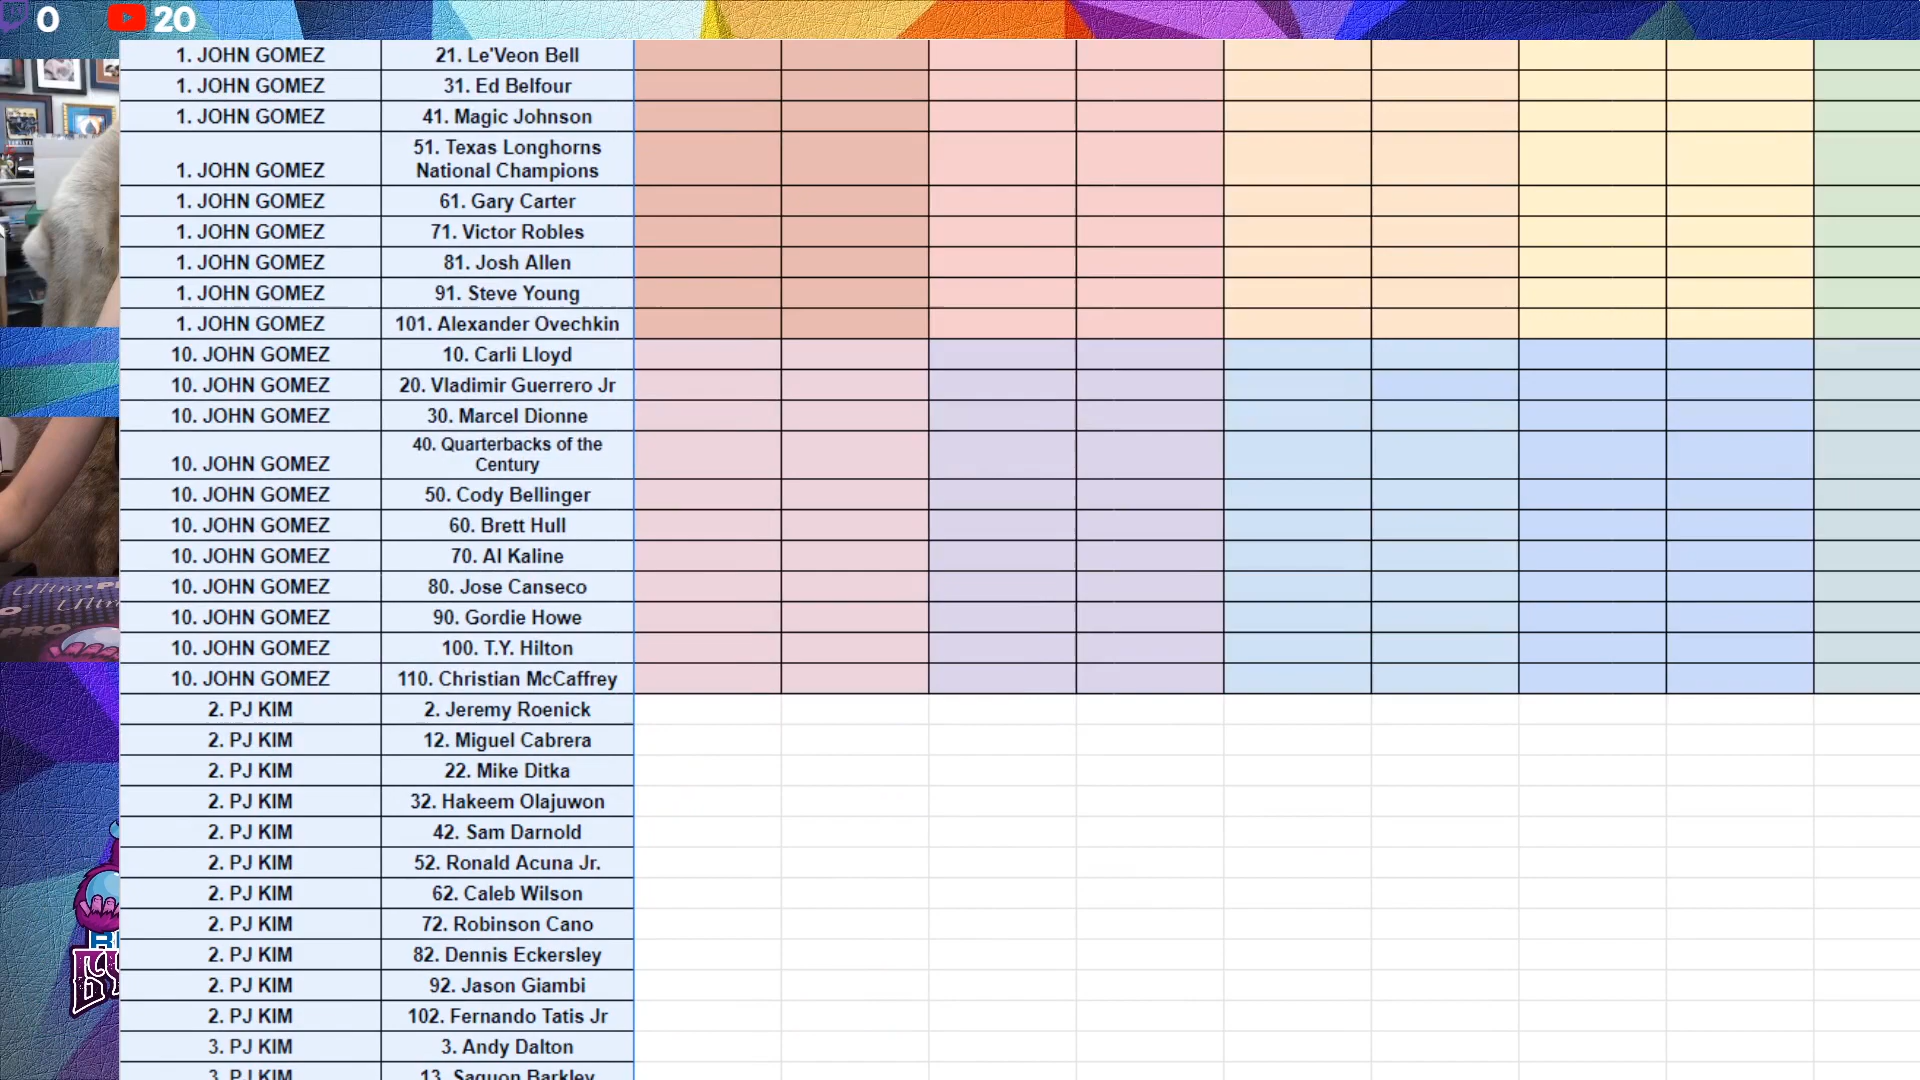 0 20
1. JOHN GOMEZ 21. Le'Veon Bell
1. JOHN GOMEZ 31. Ed Belfour
1. JOHN GOMEZ 41. Magic Johnson
51. Texas Longhorns
1. JOHN GOMEZ National Champions
1. JOHN GOMEZ 61. Gary Carter
1. JOHN GOMEZ 71. Victor Robles
1. JOHN GOMEZ 81. Josh Allen
1. JOHN GOMEZ 91. Steve Young
1. JOHN GOMEZ 101. Alexander Ovechkin
10. JOHN GOMEZ 10. Carli Lloyd
10. JOHN GOMEZ 20. Vladimir Guerrero Jr
10. JOHN GOMEZ 30. Marcel Dionne
40. Quarterbacks of the
10. JOHN GOMEZ Century
10. JOHN GOMEZ 50. Cody Bellinger
10. JOHN GOMEZ 60. Brett Hull
10. JOHN GOMEZ 70. Al Kaline
10. JOHN GOMEZ 80. Jose Canseco
10. JOHN GOMEZ 90. Gordie Howe
10. JOHN GOMEZ 100. T.Y. Hilton
10. JOHN GOMEZ 110. Christian McCaffrey
2. PJ KIM 2. Jeremy Roenick
2. PJ KIM 12. Miguel Cabrera
2. PJ KIM 22. Mike Ditka
2. PJ KIM 32. Hakeem Olajuwon
2. PJ KIM 42. Sam Darnold
2. PJ KIM 52. Ronald Acuna Jr.
2. PJ KIM 62. Caleb Wilson
2. PJ KIM 72. Robinson Cano
2. PJ KIM 82. Dennis Eckersley
2. PJ KIM 92. Jason Giambi
2. PJ KIM 102. Fernando Tatis Jr
3. PJ KIM 3. Andy Dalton
3. PJ KIM 13. Saquon Barkley
Ultra
PRO